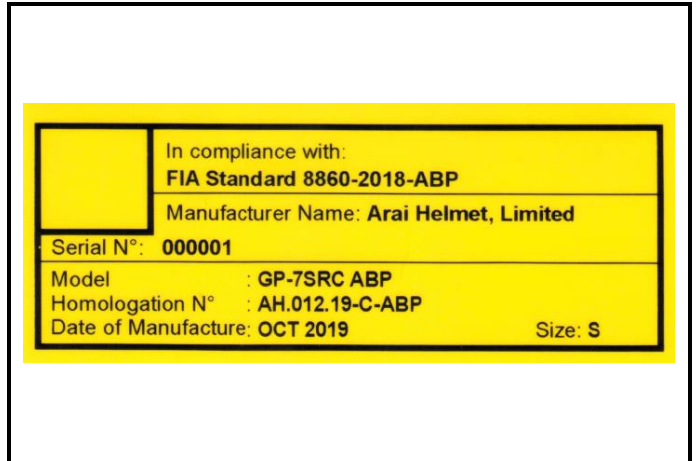 In compliance with:
FIA Standard 8860-2018-ABP
Manufacturer Name: Arai Helmet, Limited
Serial N°: 000001
Model : GP-7SRC ABP
Homologation N° : AH.012.19-C-ABP
Date of Manufacture: OCT 2019 Size: S